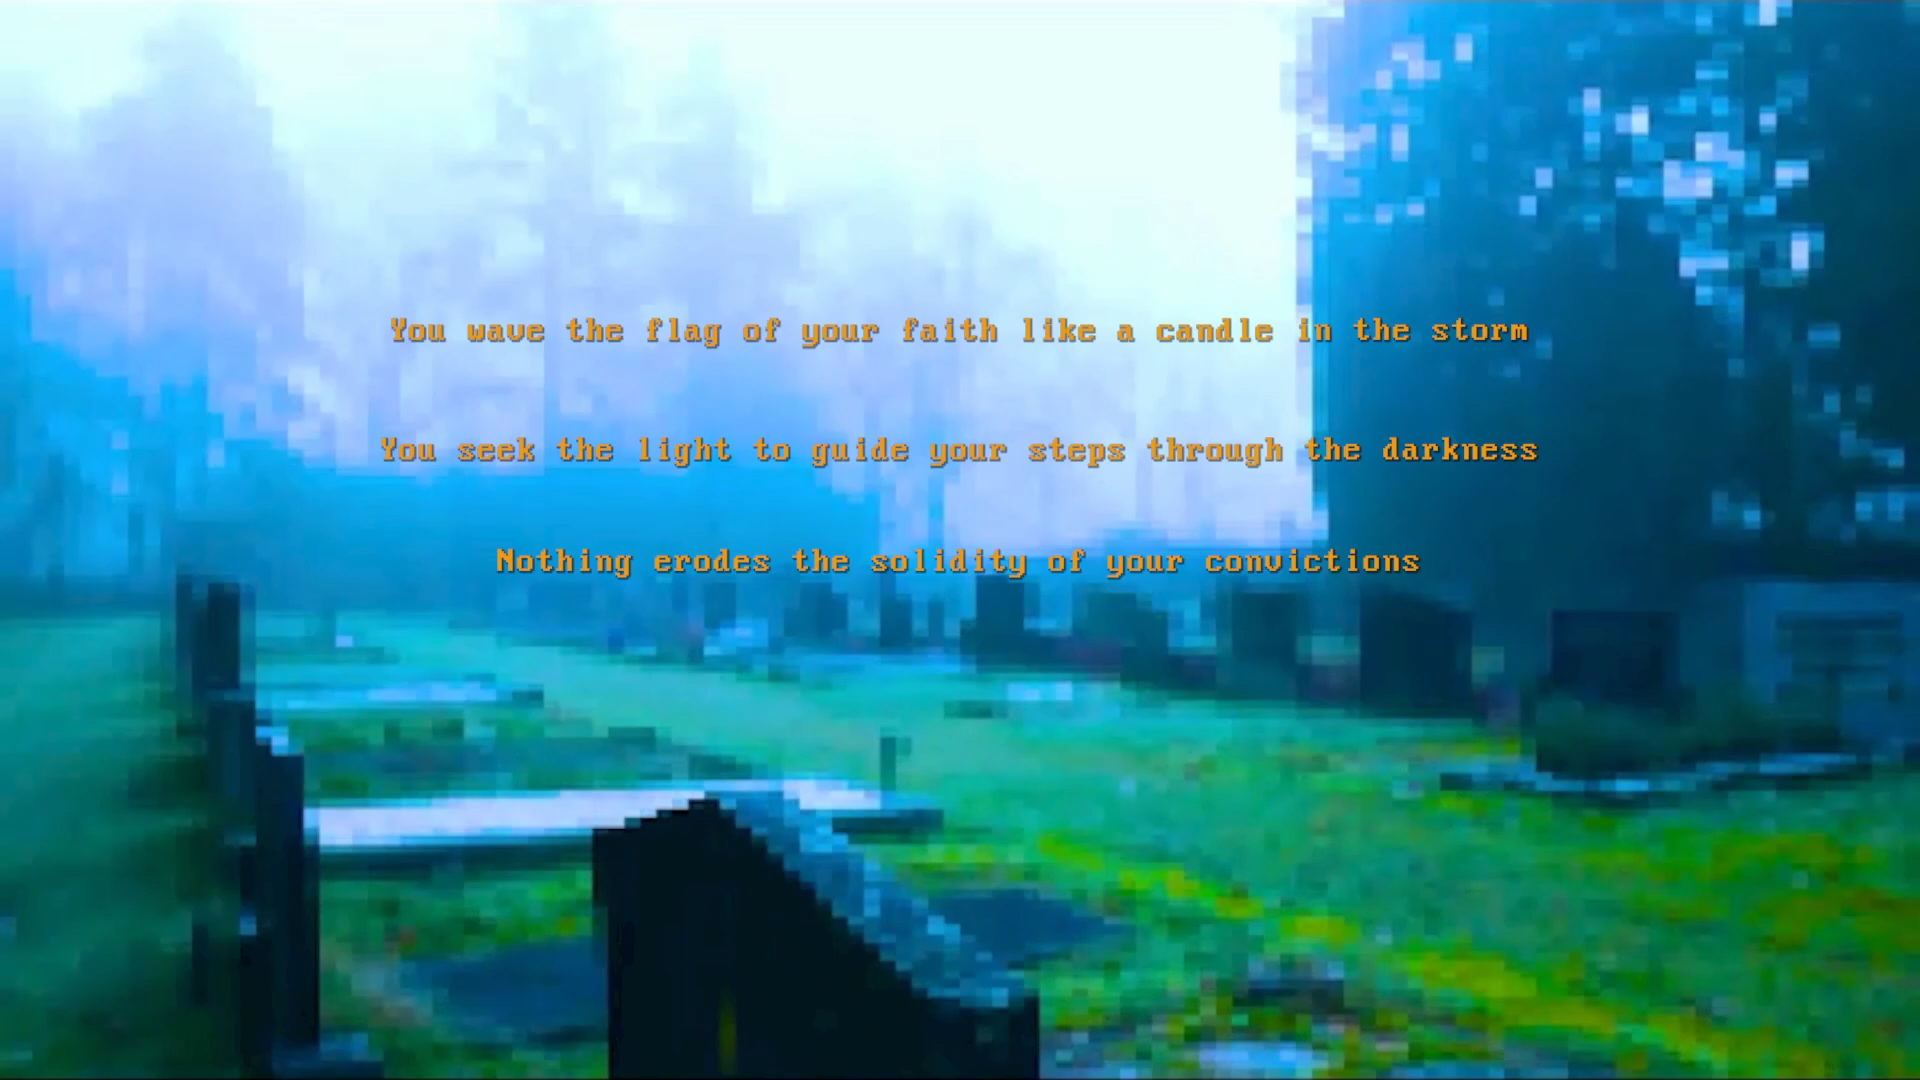 You wave the flag of your faith like a candle in the storm
You seek the light to guide your steps through the darkness
Nothing erodes the solidity of your convictions